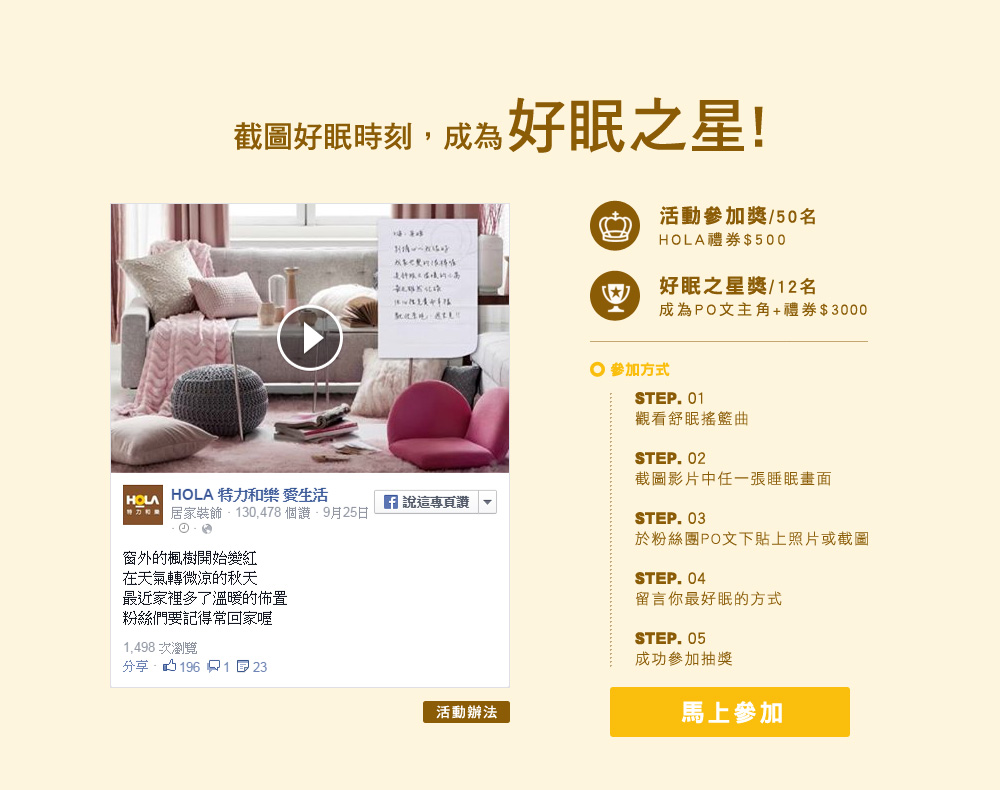 截圖好眠時刻，成為好眠之星!
活動參加獎/50名
HOLA禮券$500
好眠之星獎/12名
成為PO文主角+禮券$3000
參加方式
STEP. 01
觀看舒眠搖籃曲
STEP. 02
截圖影片中任一張睡眠畫面
STEP. 03
於粉絲團PO文下貼上照片或截圖
STEP. 04
留言你最好眠的方式
STEP. 05
成功參加抽獎
馬上參加
HOLA
特力和樂
HOLA 特力和樂 愛生活
說這專頁讚
居家裝飾 · 130,478 個讚 · 9月25日
窗外的楓樹開始變紅
在天氣轉微涼的秋天
最近家裡多了溫暖的佈置
粉絲們要記得常回家喔
1,498 次瀏覽
分享 · 196 1 23
活動辦法